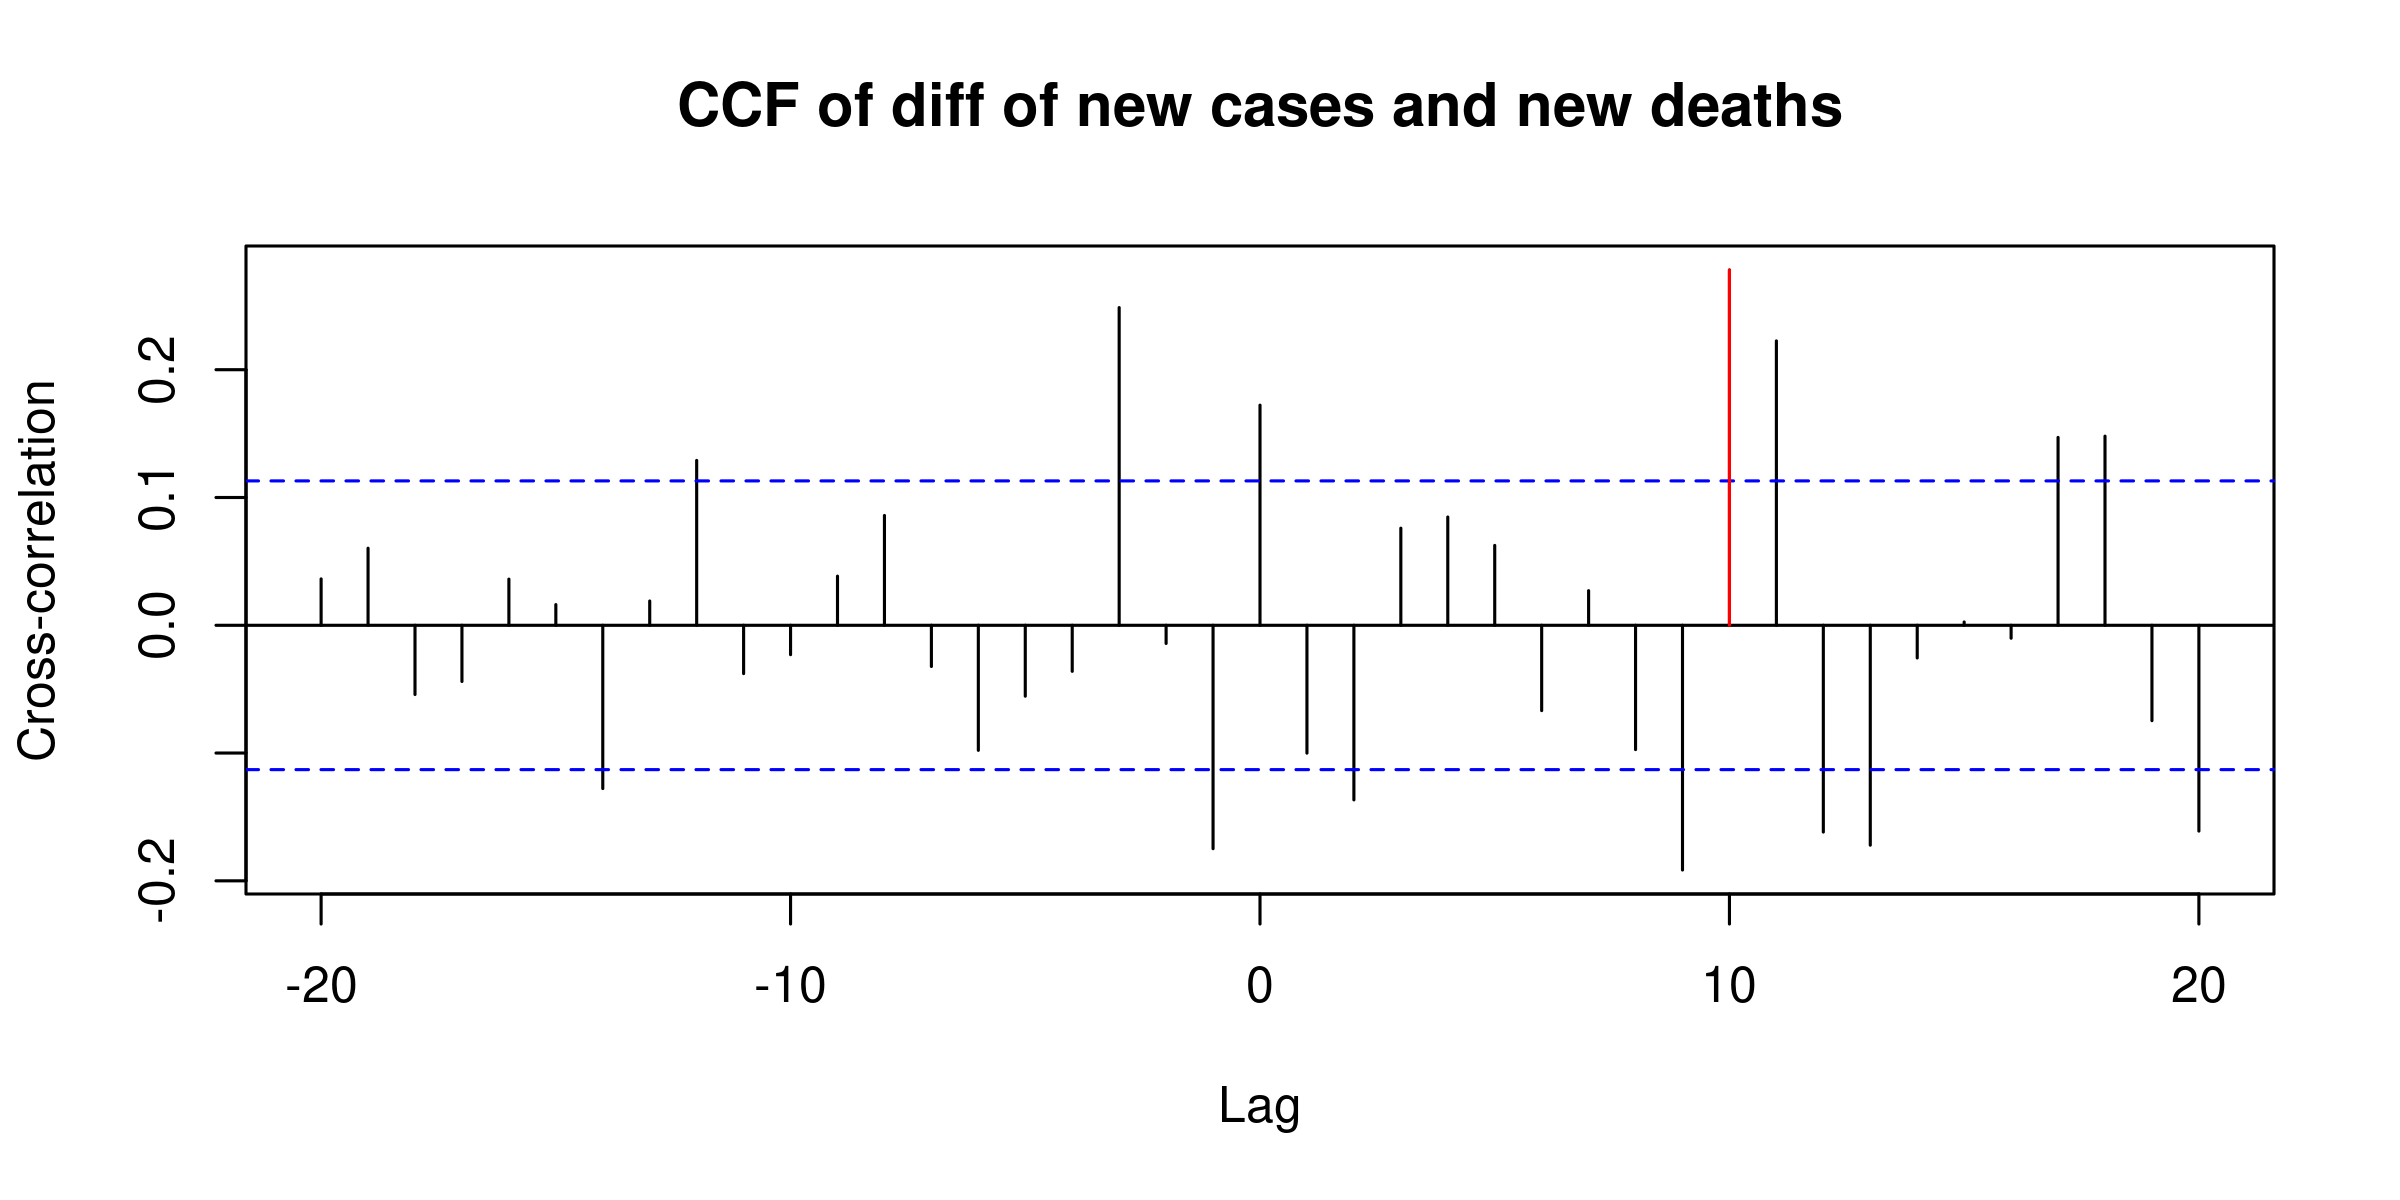 CCF of diff of new cases and new deaths
Cross-correlation
0.2
0.1
0.0
-0.2
-20 -10 0 10 20
Lag